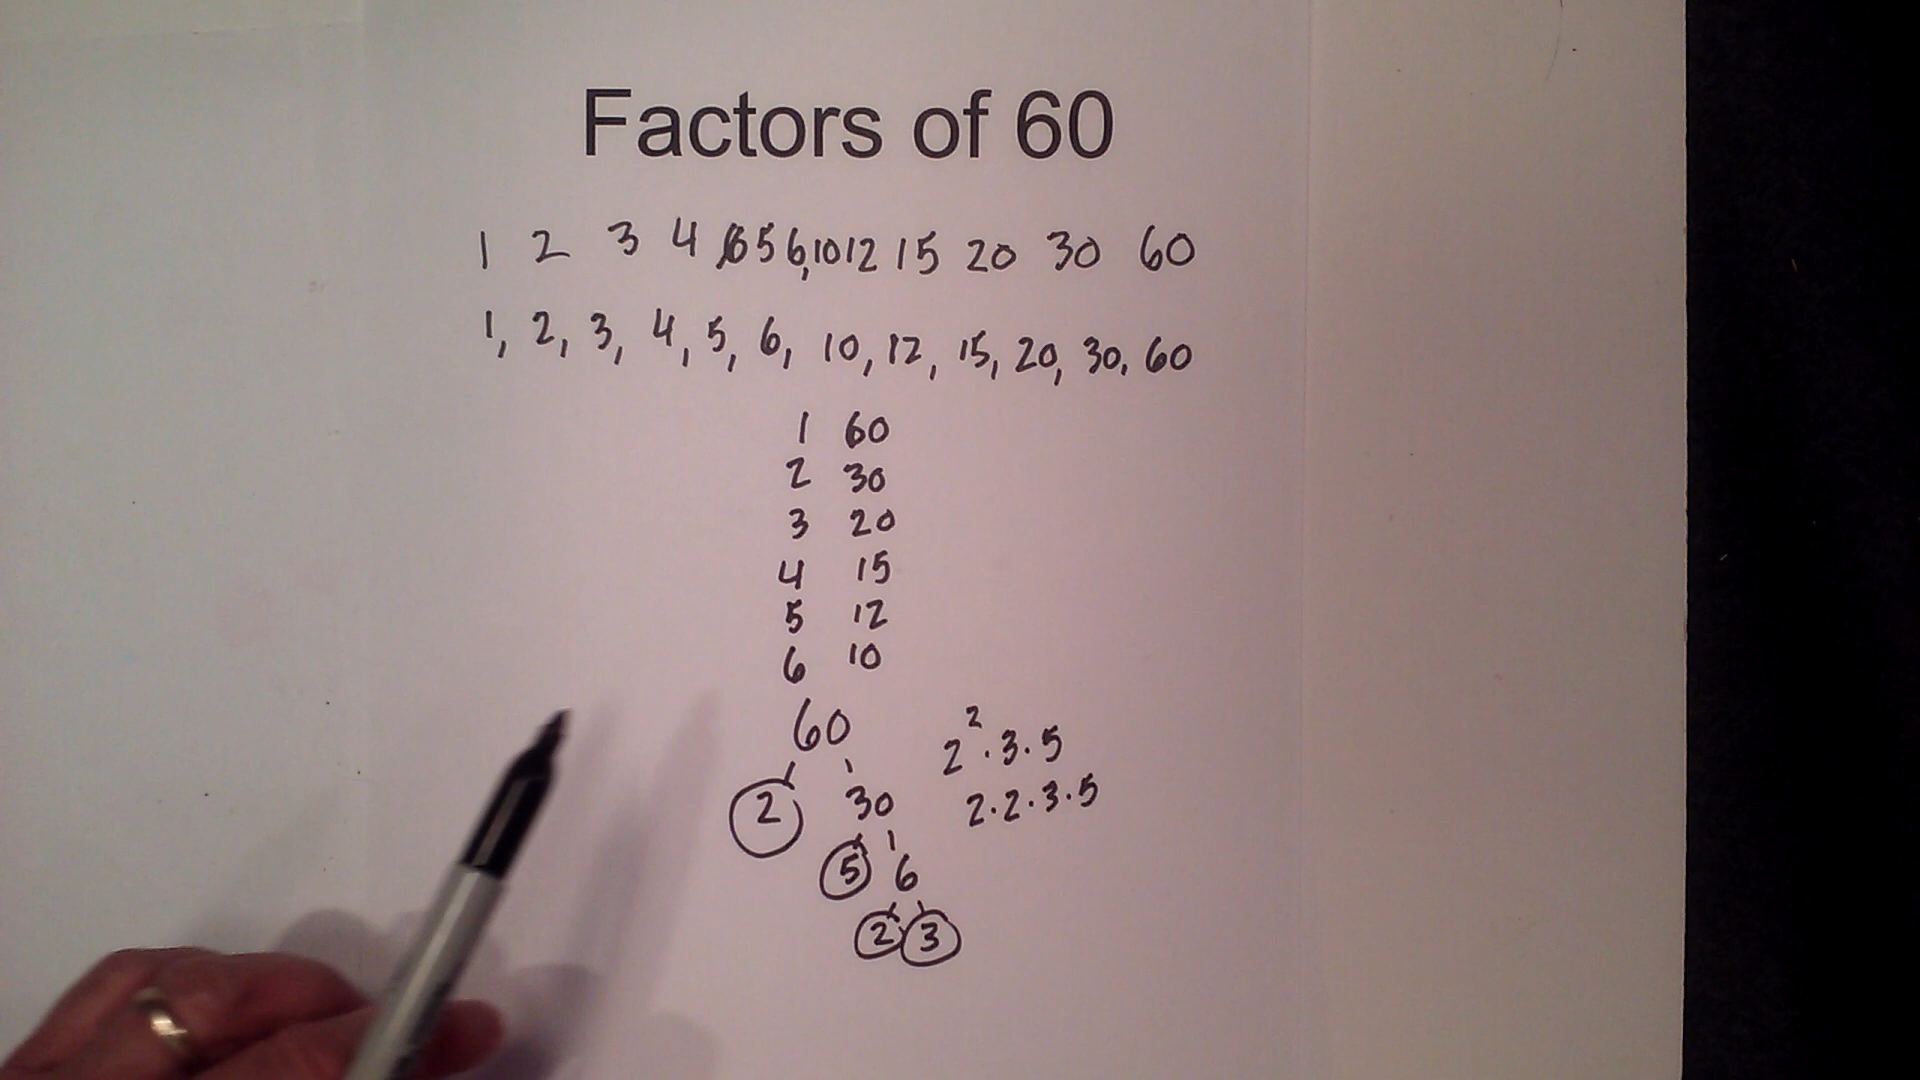 Factors of 60
1 2 3 4 5 6, 10 12 15 20 30 60
1, 2, 3, 4, 5, 6, 10, 12, 15, 20, 30, 60
1 60
2 30
3 20
4 15
5 12
6 10
60
2² · 3 · 5
2 30
2 · 2 · 3 · 5
5 6
2 3